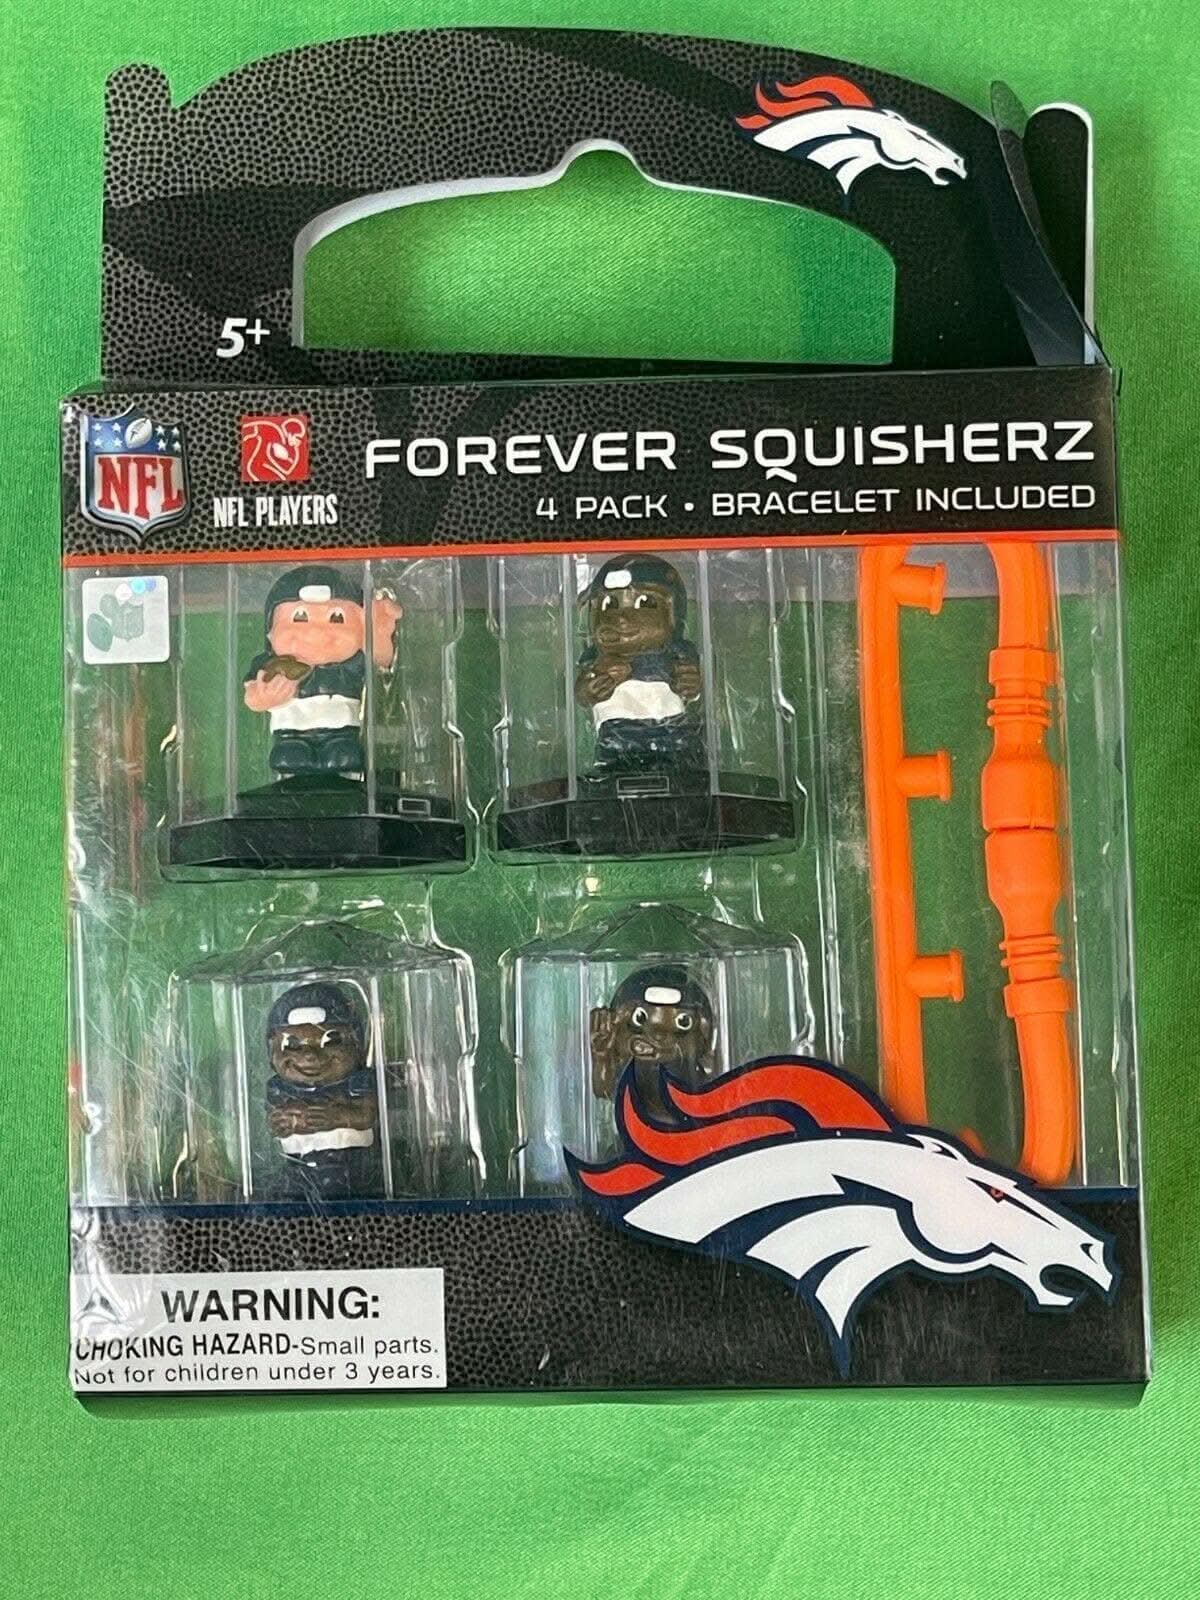 5+
NFL
NFL PLAYERS
FOREVER SQUISHERZ
4 PACK • BRACELET INCLUDED
WARNING:
CHOKING HAZARD-Small parts.
Not for children under 3 years.